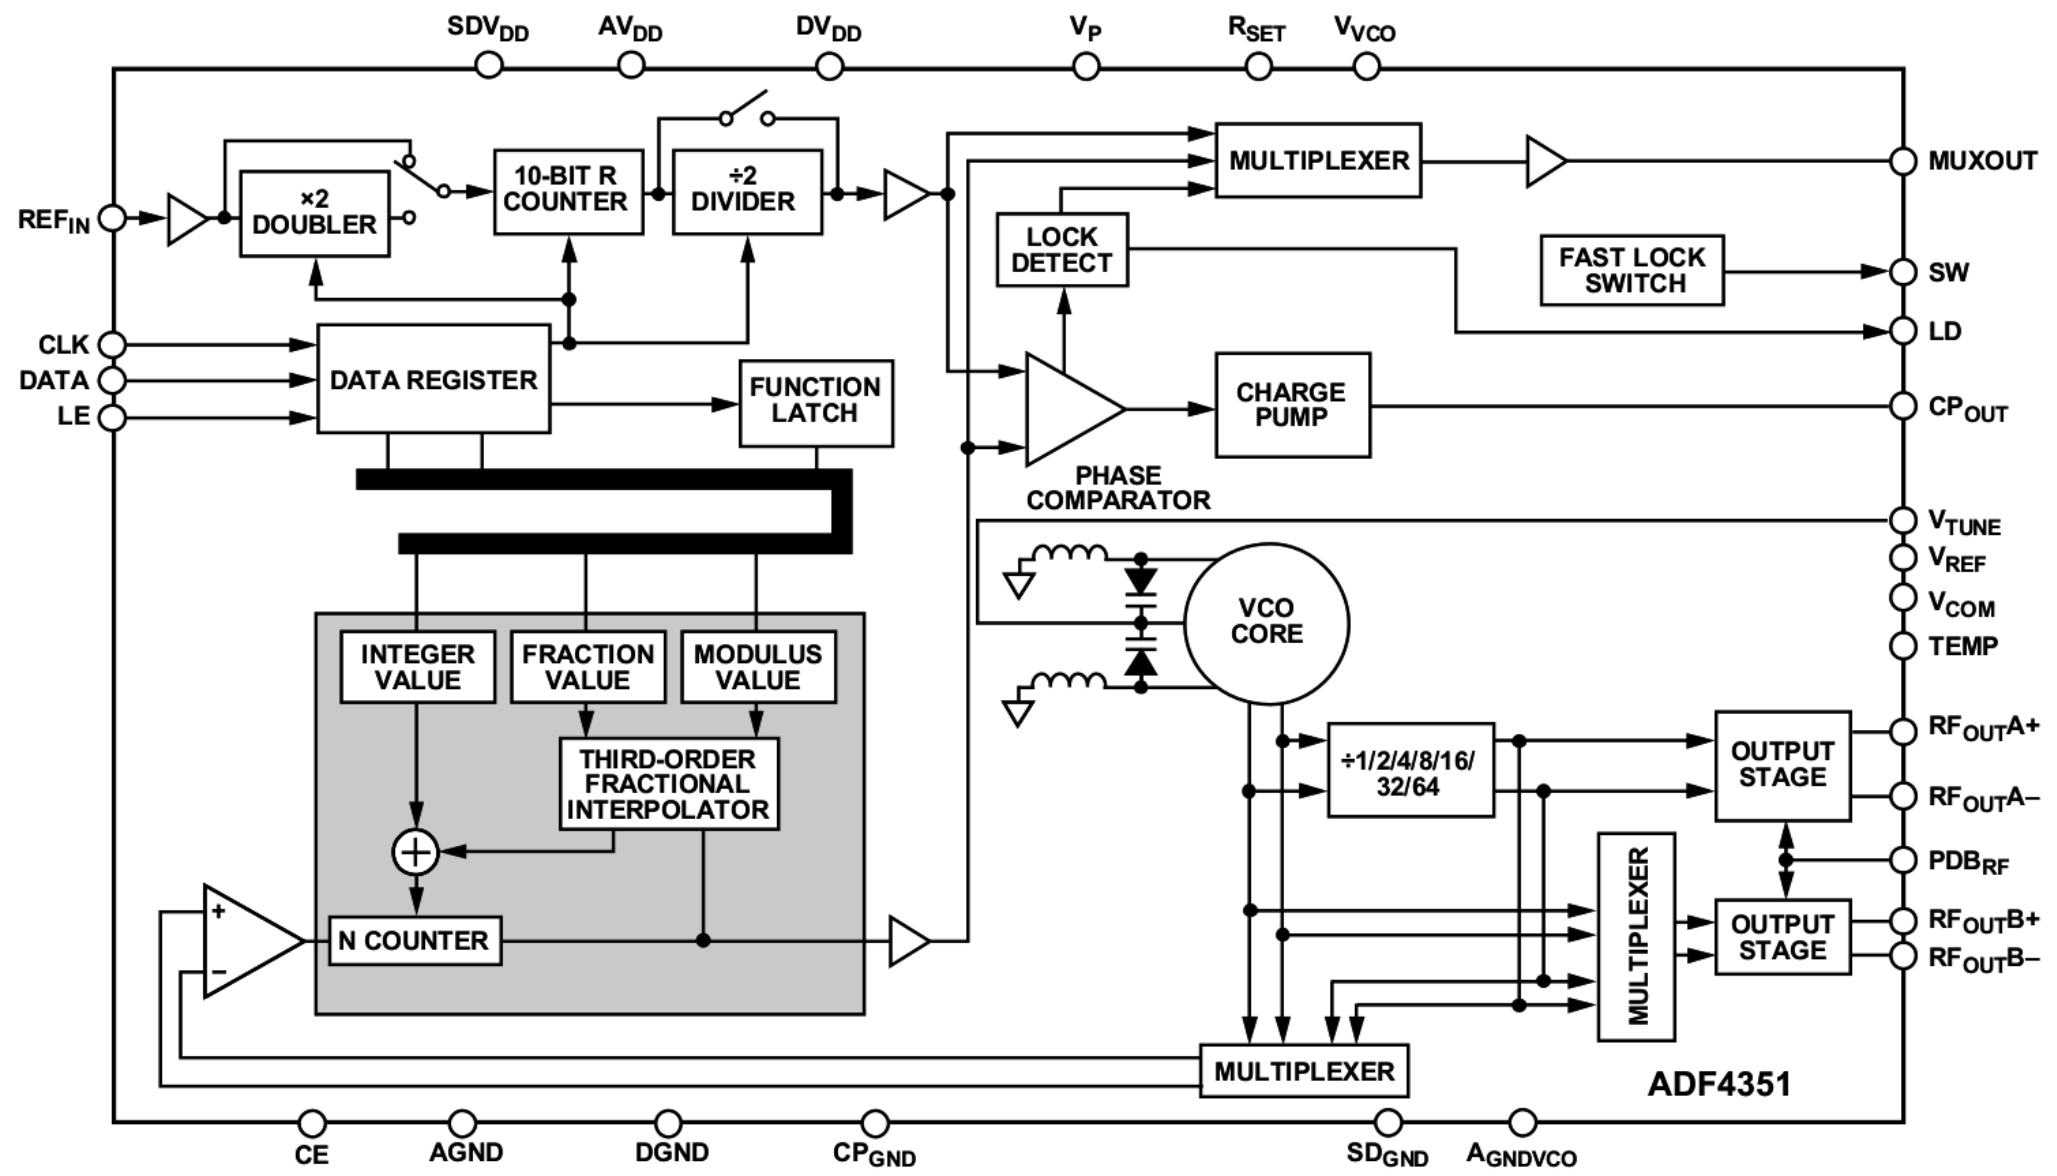 SDVDD
AVDD
DVDD
VP
RSET
VVCO
REFIN
×2
DOUBLER
10-BIT R
COUNTER
÷2
DIVIDER
MULTIPLEXER
MUXOUT
LOCK
DETECT
FAST LOCK
SWITCH
SW
LD
CLK
DATA
LE
DATA REGISTER
FUNCTION
LATCH
CHARGE
PUMP
CPOUT
PHASE
COMPARATOR
VTUNE
VREF
VCOM
TEMP
VCO
CORE
INTEGER
VALUE
FRACTION
VALUE
MODULUS
VALUE
THIRD-ORDER
FRACTIONAL
INTERPOLATOR
+
–
N COUNTER
÷1/2/4/8/16/
32/64
OUTPUT
STAGE
RFOUTA+
RFOUTA–
PDBRF
MULTIPLEXER
OUTPUT
STAGE
RFOUTB+
RFOUTB–
MULTIPLEXER
ADF4351
CE
AGND
DGND
CPGND
SDGND
AGNDVCO